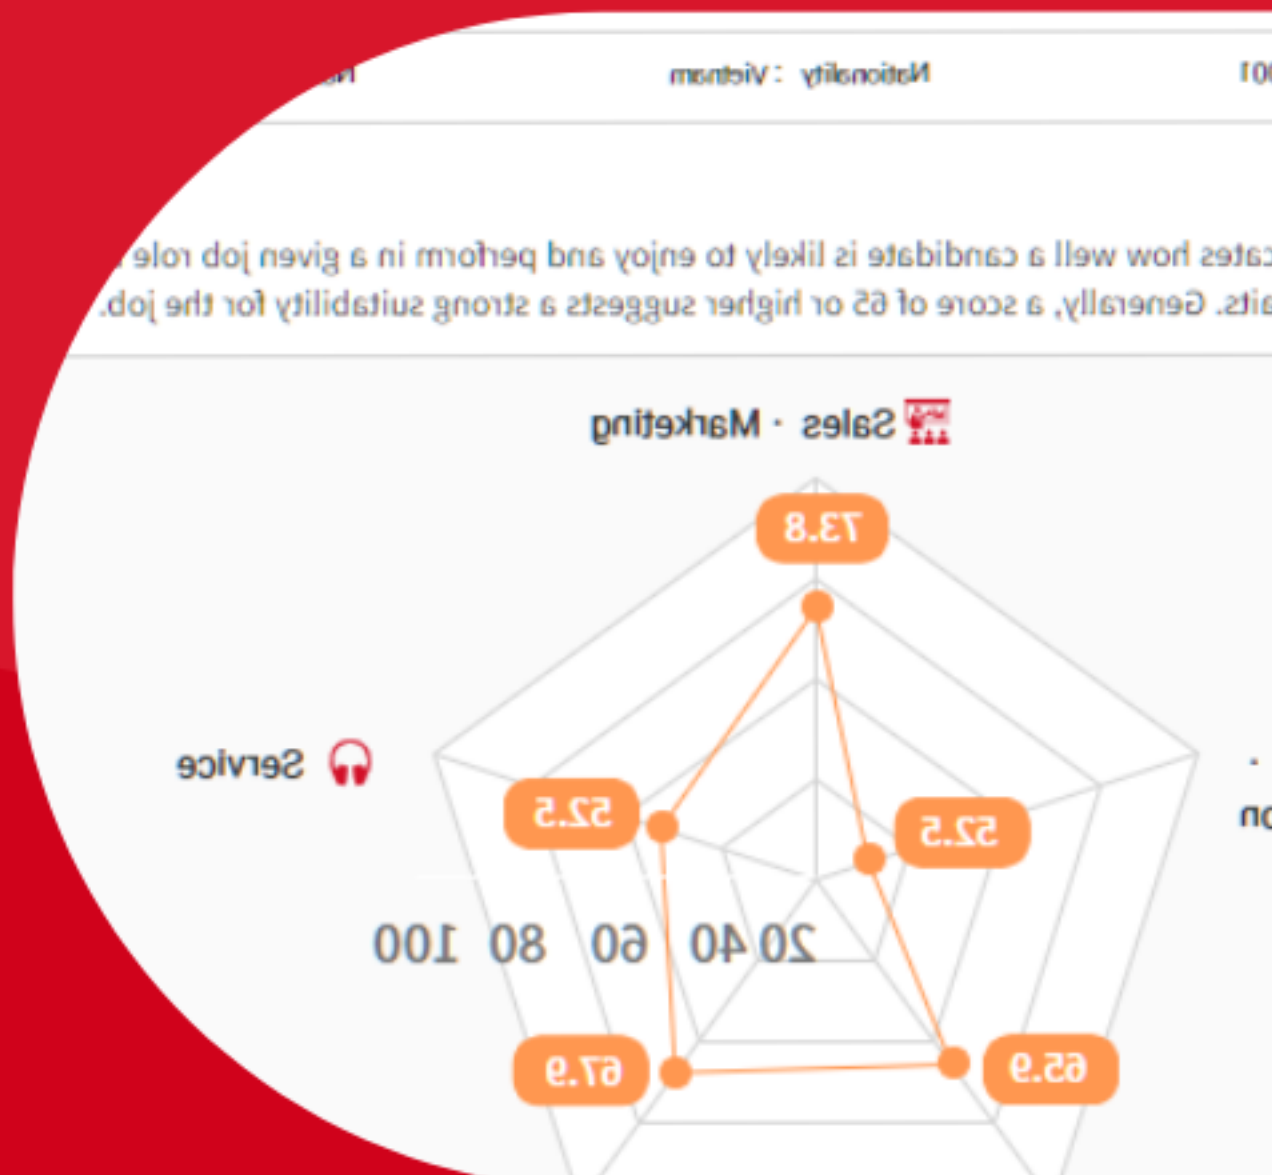 Nationality : Vietnam
how well a candidate is likely to enjoy and perform in a given job role
Generally, a score of 65 or higher suggests a strong suitability for the job.
Sales · Marketing
73.8
Service
52.5
52.5
20 40 60 80 100
65.9
67.9